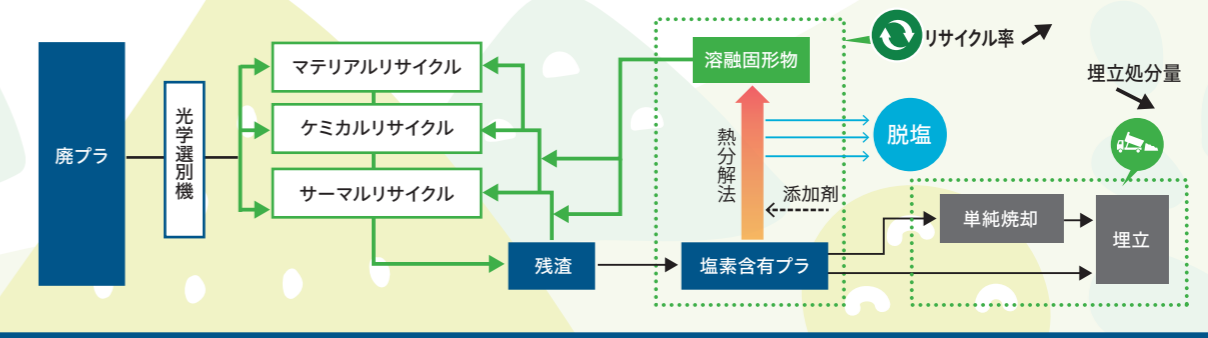 廃プラ
光学選別機
マテリアルリサイクル
ケミカルリサイクル
サーマルリサイクル
残渣
溶融固形物
熱分解法
添加剤
塩素含有プラ
脱塩
リサイクル率
埋立処分量
単純焼却
埋立